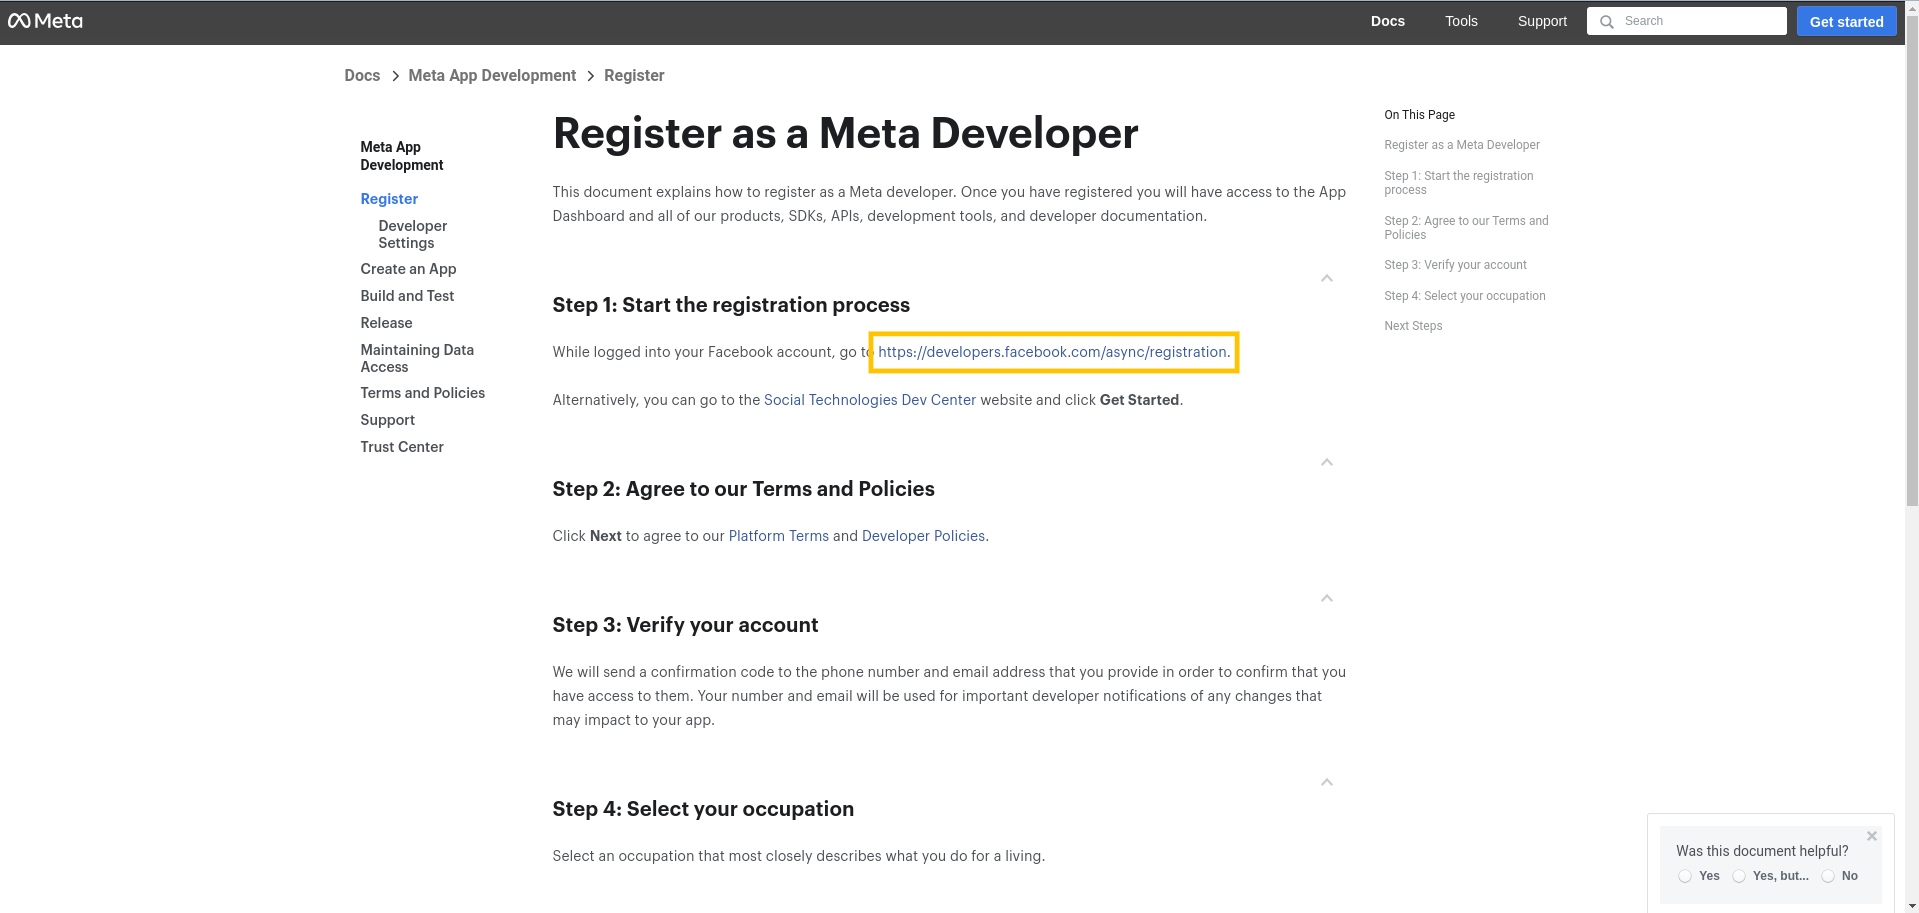 Meta
Docs Tools Support Search Get started
Docs > Meta App Development > Register
Meta App
Development
Register
Developer
Settings
Create an App
Build and Test
Release
Maintaining Data
Access
Terms and Policies
Support
Trust Center
Register as a Meta Developer
This document explains how to register as a Meta developer. Once you have registered you will have access to the App
Dashboard and all of our products, SDKs, APIs, development tools, and developer documentation.
Step 1: Start the registration process
While logged into your Facebook account, go to https://developers.facebook.com/async/registration.
Alternatively, you can go to the Social Technologies Dev Center website and click Get Started.
Step 2: Agree to our Terms and Policies
Click Next to agree to our Platform Terms and Developer Policies.
Step 3: Verify your account
We will send a confirmation code to the phone number and email address that you provide in order to confirm that you
have access to them. Your number and email will be used for important developer notifications of any changes that
may impact to your app.
Step 4: Select your occupation
Select an occupation that most closely describes what you do for a living.
On This Page
Register as a Meta Developer
Step 1: Start the registration
process
Step 2: Agree to our Terms and
Policies
Step 3: Verify your account
Step 4: Select your occupation
Next Steps
Was this document helpful?
Yes Yes, but... No